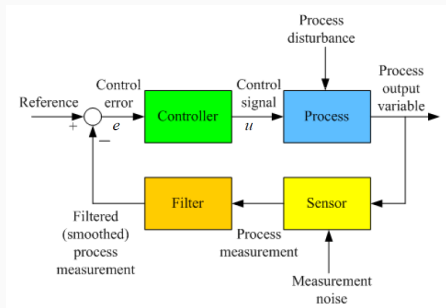 Process
disturbance
Reference
+
−
Control
error
e
Controller
Control
signal
u
Process
Process
output
variable
Filtered
(smoothed)
process
measurement
Filter
Process
measurement
Sensor
Measurement
noise